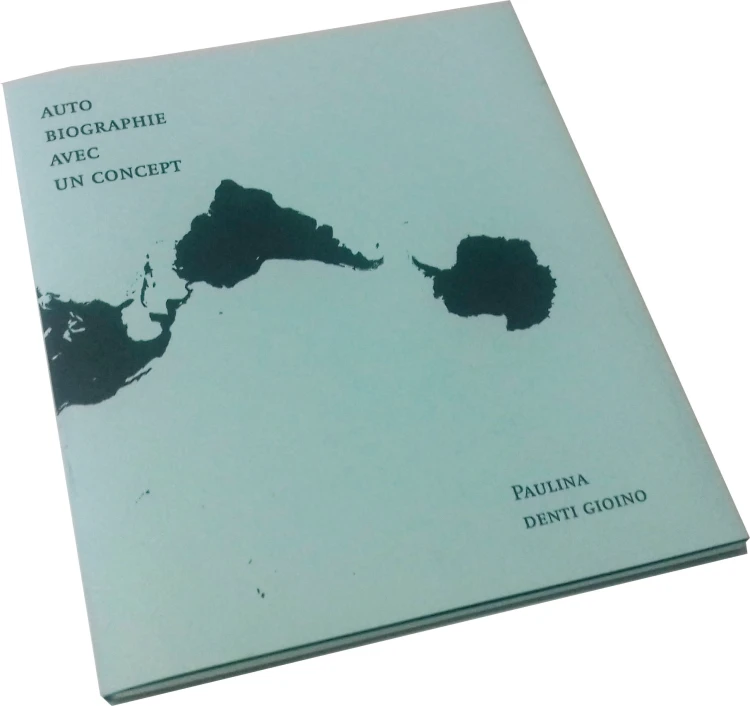 AUTO
BIOGRAPHIE
AVEC
UN CONCEPT
PAULINA
DENTI GIOINO